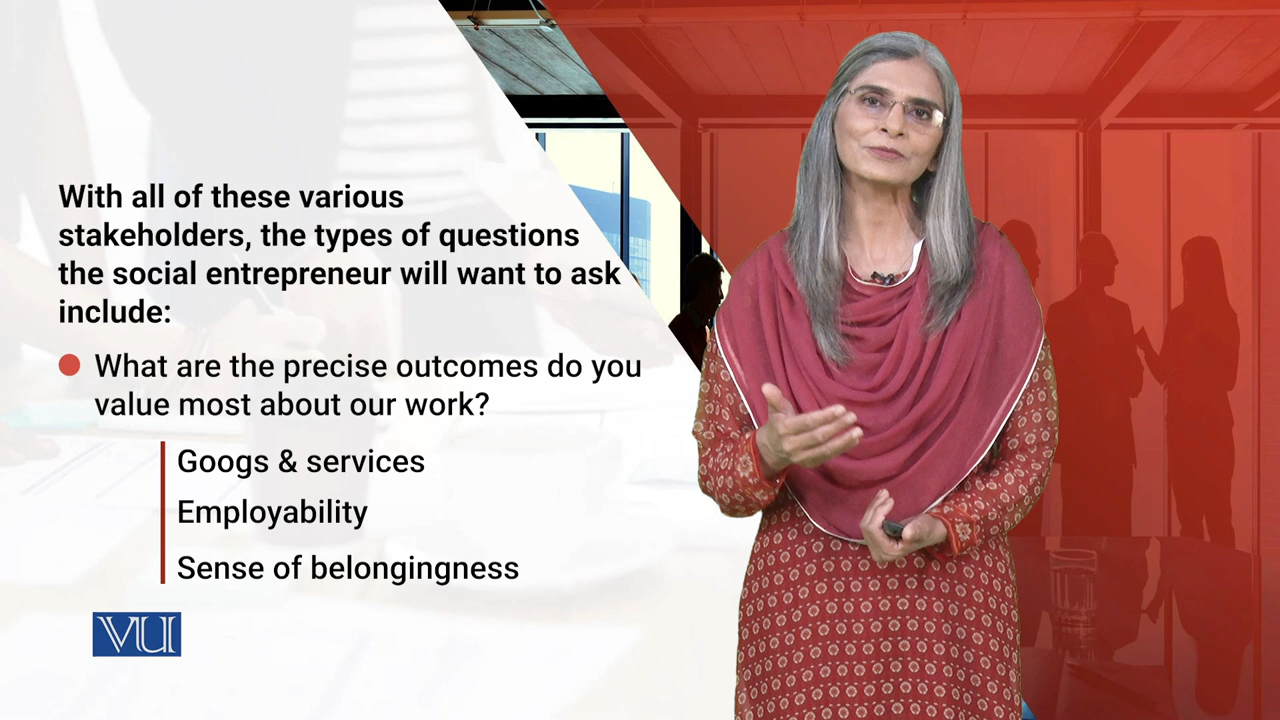 With all of these various
stakeholders, the types of questions
the social entrepreneur will want to ask
include:
What are the precise outcomes do you
value most about our work?
Googs & services
Employability
Sense of belongingness
VU